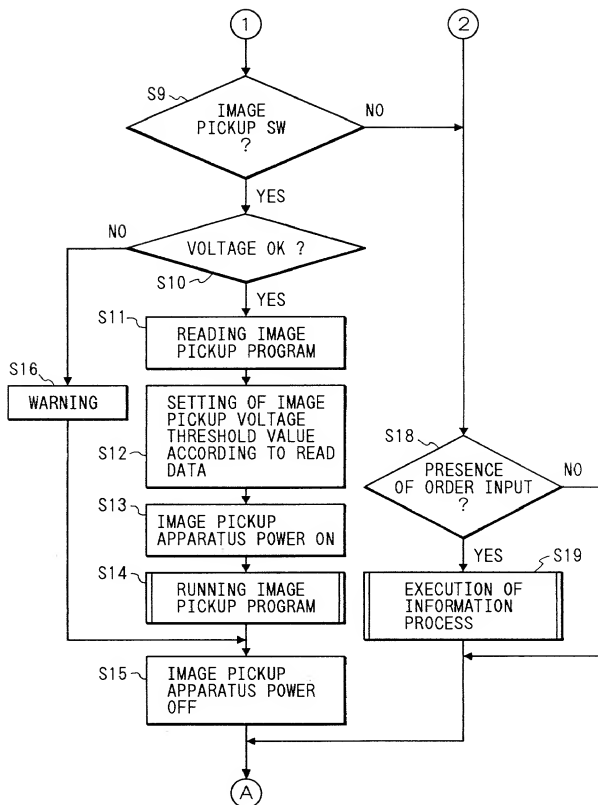 1
2
S9
IMAGE
PICKUP SW
?
NO
YES
NO
VOLTAGE OK ?
S10
YES
S11
READING IMAGE
PICKUP PROGRAM
S16
WARNING
SETTING OF IMAGE
PICKUP VOLTAGE
THRESHOLD VALUE
ACCORDING TO READ
DATA
S12
S18
PRESENCE
OF ORDER INPUT
?
NO
YES
S13
IMAGE PICKUP
APPARATUS POWER ON
S14
RUNNING IMAGE
PICKUP PROGRAM
S19
EXECUTION OF
INFORMATION
PROCESS
S15
IMAGE PICKUP
APPARATUS POWER
OFF
A